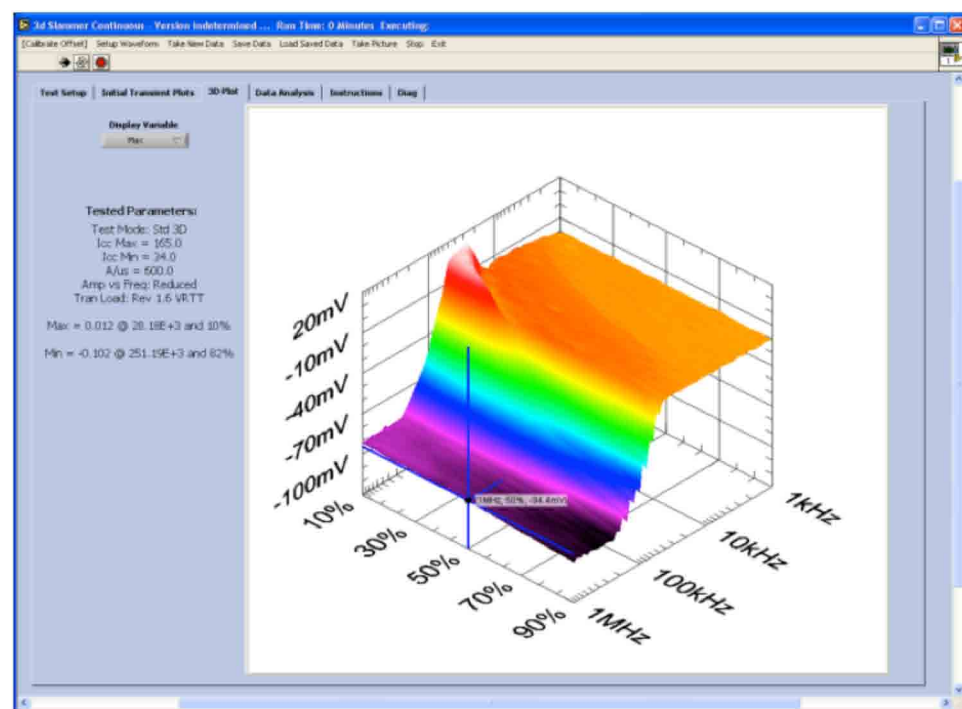 3d Slammer Continuous - Version indetermined ... Run Time: 0 Minutes Executing:
[Calibrate Offset] Setup Waveform Take New Data Save Data Load Saved Data Take Picture Stop Exit
Test Setup Initial Transient Plots 3D Plot Data Analysis Instructions Diag
Display Variable
Max
Tested Parameters:
Test Mode: Std 3D
Icc Max = 165.0
Icc Min = 34.0
A/us = 600.0
Amp vs Freq: Reduced
Tran Load: Rev 1.6 VRTT
Max = 0.012 @ 28.18E+3 and 10%
Min = -0.102 @ 251.19E+3 and 82%
20mV
-10mV
-40mV
-70mV
-100mV
10%
30%
50%
70%
90%
1MHz
100kHz
10kHz
1kHz
1MHz, 50%, -94.4mV